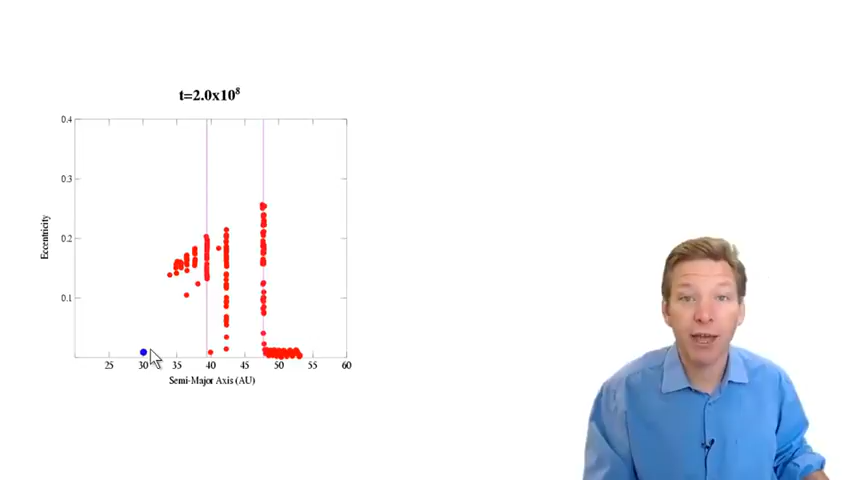 t=2.0x10⁸
0.4
0.3
0.2
0.1
Eccentricity
25 30 35 40 45 50 55 60
Semi-Major Axis (AU)